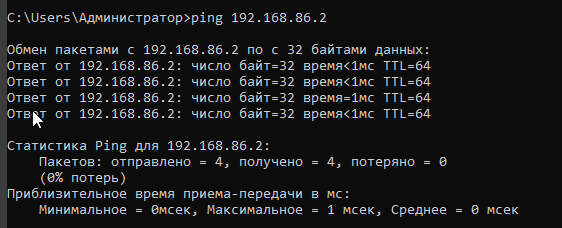 C:\Users\Администратор>ping 192.168.86.2
Обмен пакетами с 192.168.86.2 по с 32 байтами данных:
Ответ от 192.168.86.2: число байт=32 время<1мс TTL=64
Ответ от 192.168.86.2: число байт=32 время<1мс TTL=64
Ответ от 192.168.86.2: число байт=32 время=1мс TTL=64
Ответ от 192.168.86.2: число байт=32 время<1мс TTL=64
Статистика Ping для 192.168.86.2:
Пакетов: отправлено = 4, получено = 4, потеряно = 0
(0% потерь)
Приблизительное время приема-передачи в мс:
Минимальное = 0мсек, Максимальное = 1 мсек, Среднее = 0 мсек